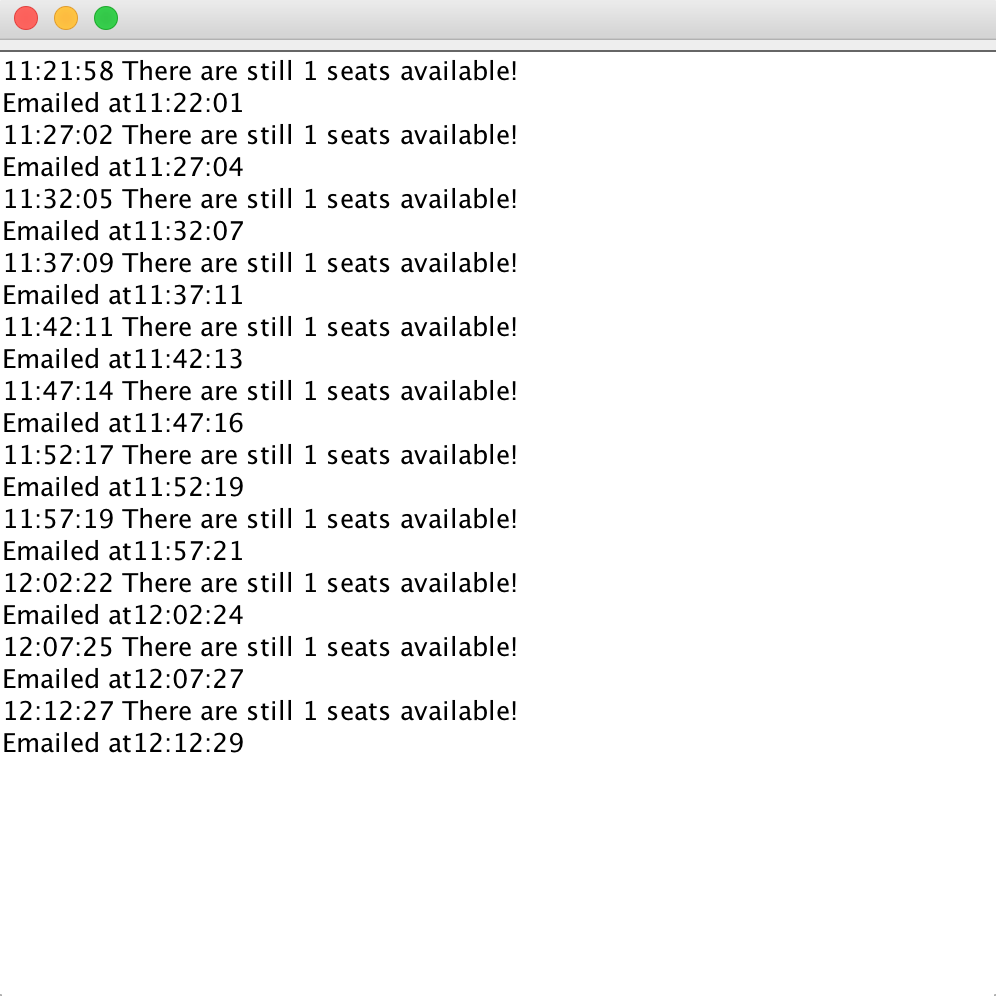 11:21:58 There are still 1 seats available!
Emailed at11:22:01
11:27:02 There are still 1 seats available!
Emailed at11:27:04
11:32:05 There are still 1 seats available!
Emailed at11:32:07
11:37:09 There are still 1 seats available!
Emailed at11:37:11
11:42:11 There are still 1 seats available!
Emailed at11:42:13
11:47:14 There are still 1 seats available!
Emailed at11:47:16
11:52:17 There are still 1 seats available!
Emailed at11:52:19
11:57:19 There are still 1 seats available!
Emailed at11:57:21
12:02:22 There are still 1 seats available!
Emailed at12:02:24
12:07:25 There are still 1 seats available!
Emailed at12:07:27
12:12:27 There are still 1 seats available!
Emailed at12:12:29